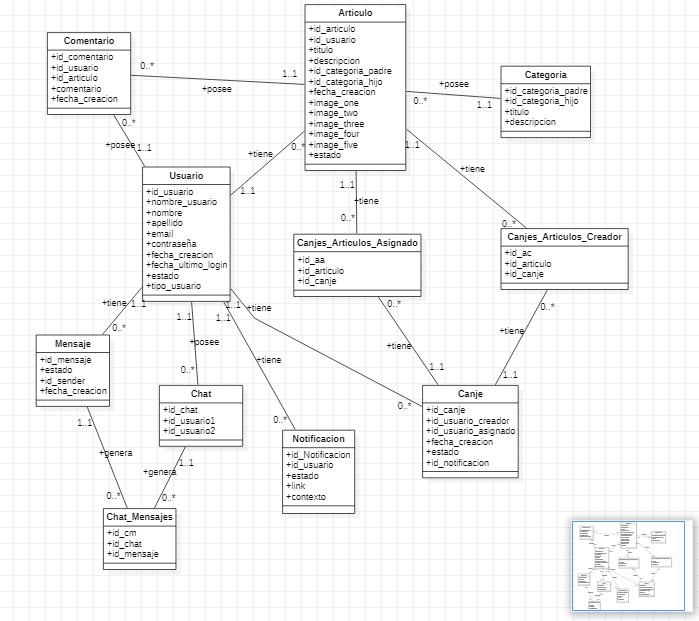 Articulo
+id_articulo
+id_usuario
+titulo
+descripcion
+id_categoria_padre
+id_categoria_hijo
+fecha_creacion
+image_one
+image_two
+image_three
+image_four
+image_five
+estado
Comentario
+id_comentario
+id_usuario
+id_articulo
+comentario
+fecha_creacion
0..*
1..1
+posee
Categoria
+id_categoria_padre
+id_categoria_hijo
+titulo
+descripcion
+posee
0..*
1..1
0..*
+posee
1..1
+tiene
0..*
1..1
1..1
+tiene
0..*
1..1
+tiene
0..*
Usuario
+id_usuario
+nombre_usuario
+nombre
+apellido
+email
+contraseña
+fecha_creacion
+fecha_ultimo_login
+estado
+tipo_usuario
Canjes_Articulos_Asignado
+id_aa
+id_articulo
+id_canje
Canjes_Articulos_Creador
+id_ac
+id_articulo
+id_canje
+tiene
1..1
0..*
1..1
+posee
0..*
1..1
+tiene
0..*
1..1
+tiene
0..*
0..*
+tiene
1..1
0..*
+tiene
1..1
Mensaje
+id_mensaje
+estado
+id_sender
+fecha_creacion
Chat
+id_chat
+id_usuario1
+id_usuario2
Canje
+id_canje
+id_usuario_creador
+id_usuario_asignado
+fecha_creacion
+estado
+id_notificacion
Notificacion
+id_Notificacion
+id_usuario
+estado
+link
+contexto
1..1
+genera
0..*
1..1
+genera
0..*
Chat_Mensajes
+id_cm
+id_chat
+id_mensaje